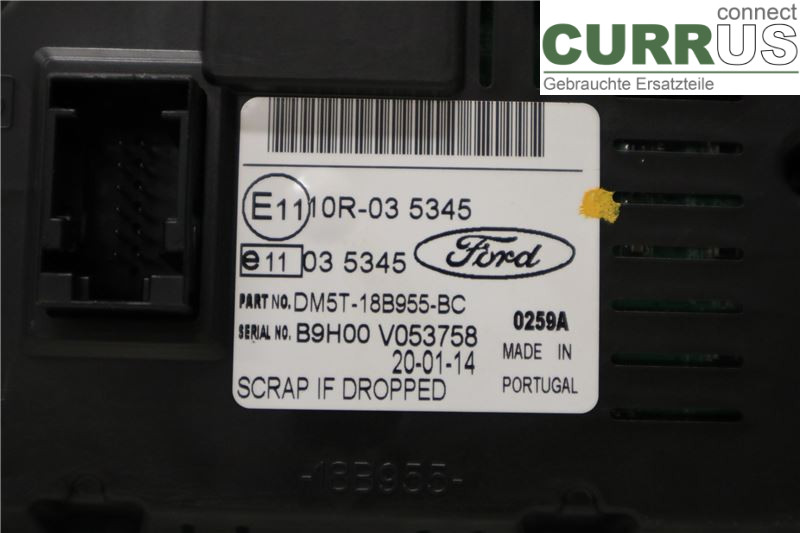 connect
CURRUS
Gebrauchte Ersatzteile
E11 10R-03 5345
e11 03 5345 Ford
PART NO. DM5T-18B955-BC
SERIAL NO. B9H00 V053758 0259A
20-01-14 MADE IN
SCRAP IF DROPPED PORTUGAL
-18B955-